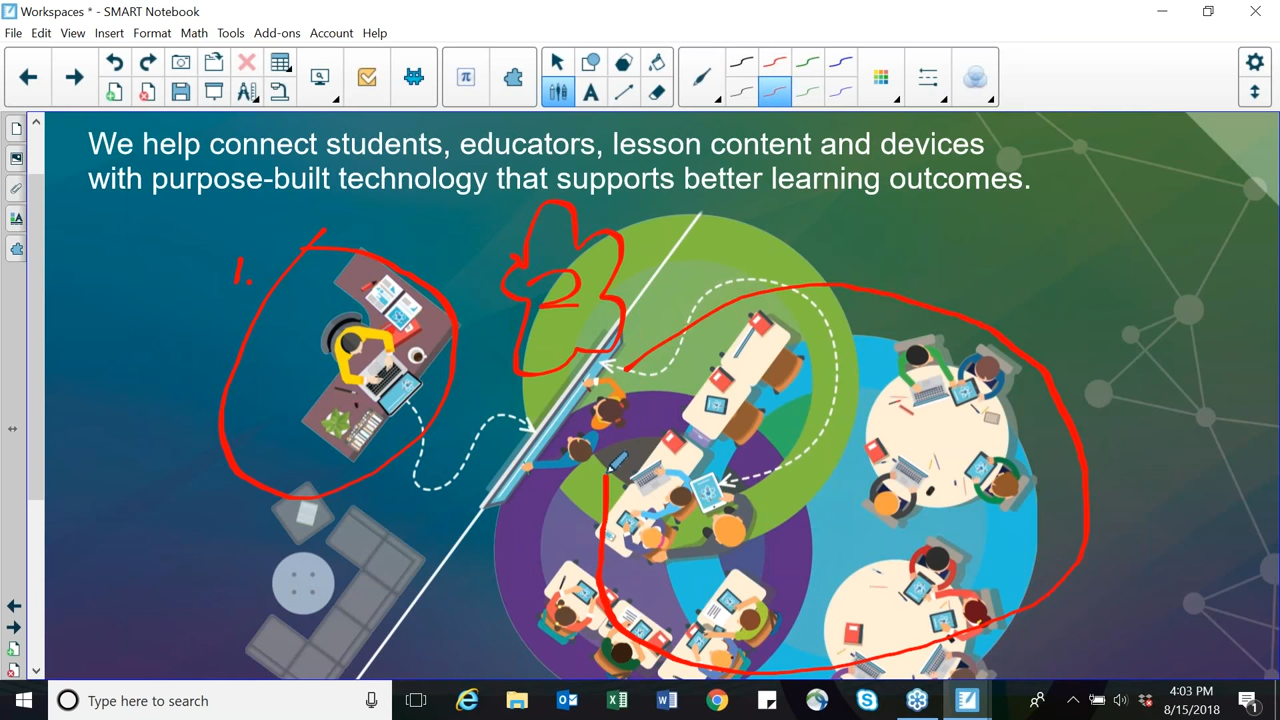 Workspaces * - SMART Notebook
File Edit View Insert Format Math Tools Add-ons Account Help
We help connect students, educators, lesson content and devices
with purpose-built technology that supports better learning outcomes.
1.
2
Type here to search
4:03 PM
8/15/2018
1